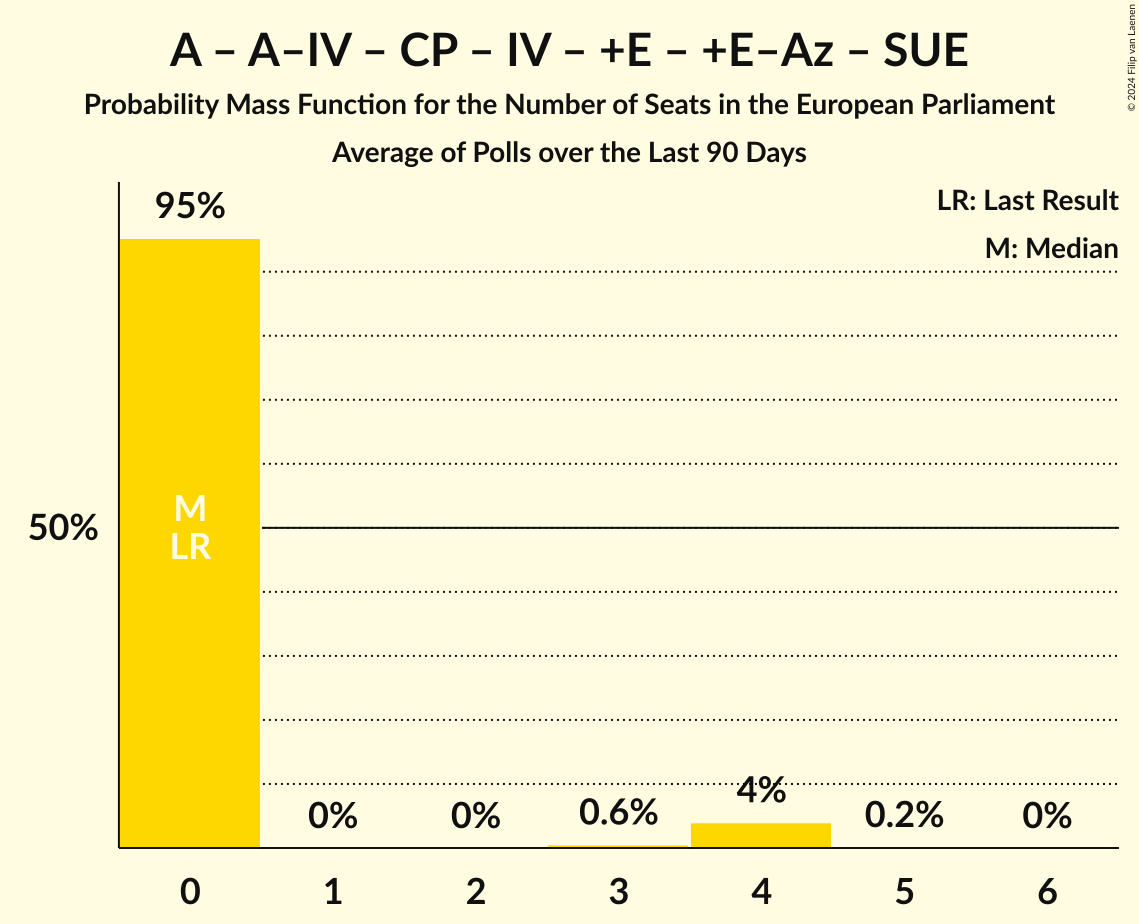 A – A–IV – CP – IV – +E – +E–Az – SUE
Probability Mass Function for the Number of Seats in the European Parliament
Average of Polls over the Last 90 Days
© 2024 Filip van Laenen
LR: Last Result
M: Median
95%
M
LR
50%
0%
0%
0.6%
4%
0.2%
0%
0
1
2
3
4
5
6